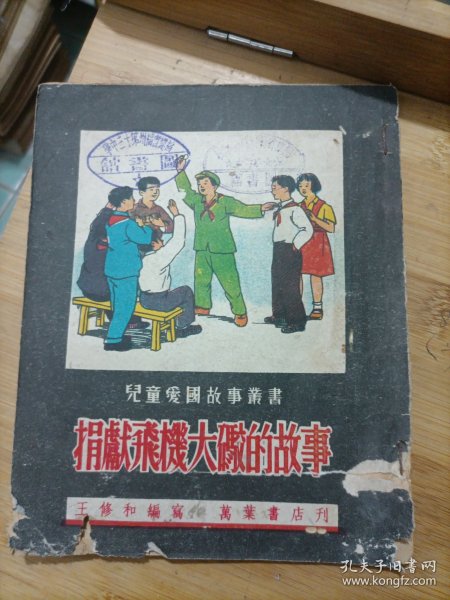 兒童愛國故事叢書
捐獻飛機大礮的故事
王修和編寫 萬葉書店刊
孔夫子旧书网
www.kongfz.com